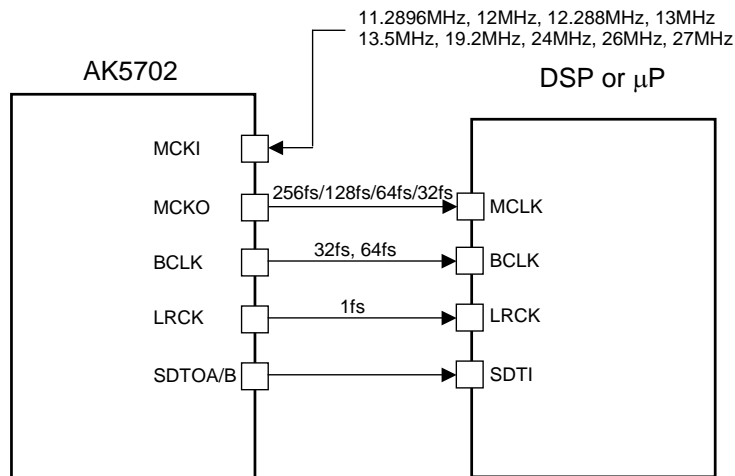 11.2896MHz, 12MHz, 12.288MHz, 13MHz
13.5MHz, 19.2MHz, 24MHz, 26MHz, 27MHz
AK5702
DSP or μP
MCKI
MCKO
256fs/128fs/64fs/32fs
MCLK
BCLK
32fs, 64fs
BCLK
LRCK
1fs
LRCK
SDTOA/B
SDTI